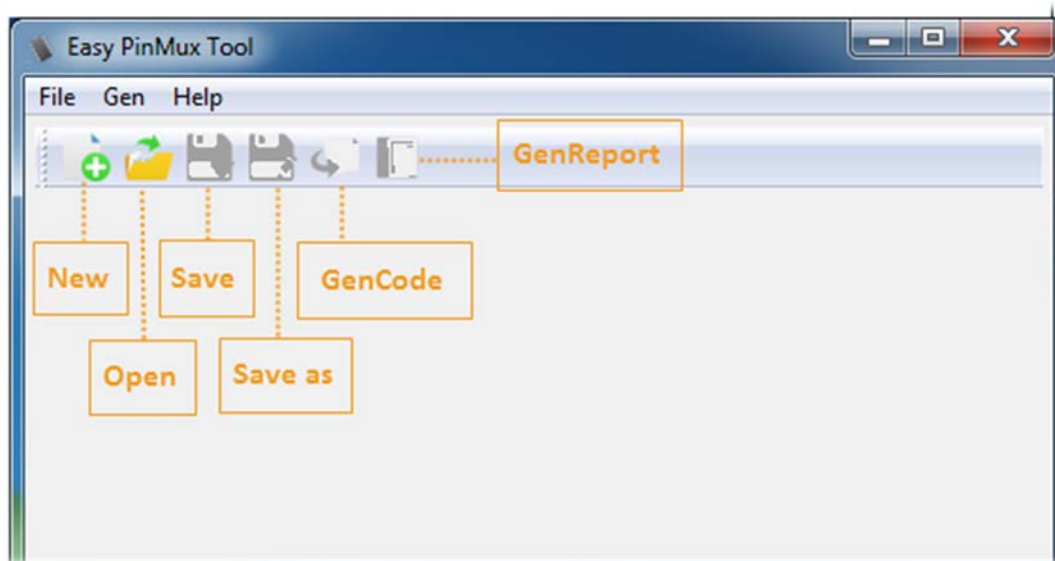 Easy PinMux Tool
File Gen Help
GenReport
New
Save
GenCode
Open
Save as